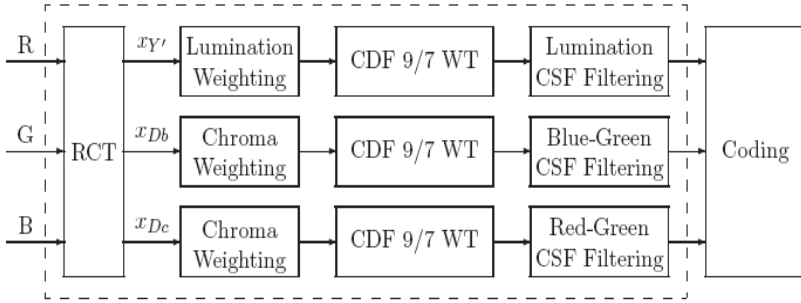 R
G
B
RCT
x_{Y'}
Lumination
Weighting
CDF 9/7 WT
Lumination
CSF Filtering
x_{Db}
Chroma
Weighting
CDF 9/7 WT
Blue-Green
CSF Filtering
x_{Dc}
Chroma
Weighting
CDF 9/7 WT
Red-Green
CSF Filtering
Coding